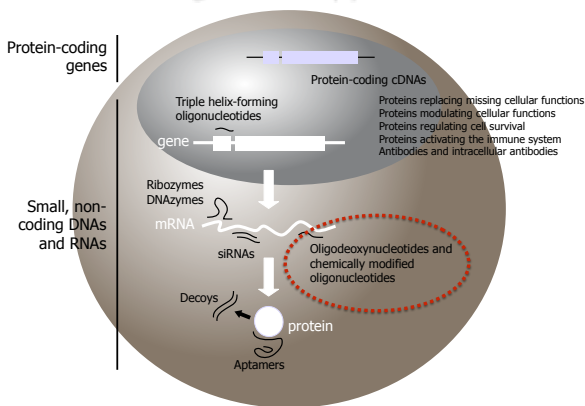 Protein-coding
genes
Protein-coding cDNAs
Triple helix-forming
oligonucleotides
gene
Proteins replacing missing cellular functions
Proteins modulating cellular functions
Proteins regulating cell survival
Proteins activating the immune system
Antibodies and intracellular antibodies
Small, non-
coding DNAs
and RNAs
Ribozymes
DNAzymes
mRNA
siRNAs
Oligodeoxynucleotides and
chemically modified
oligonucleotides
Decoys
protein
Aptamers